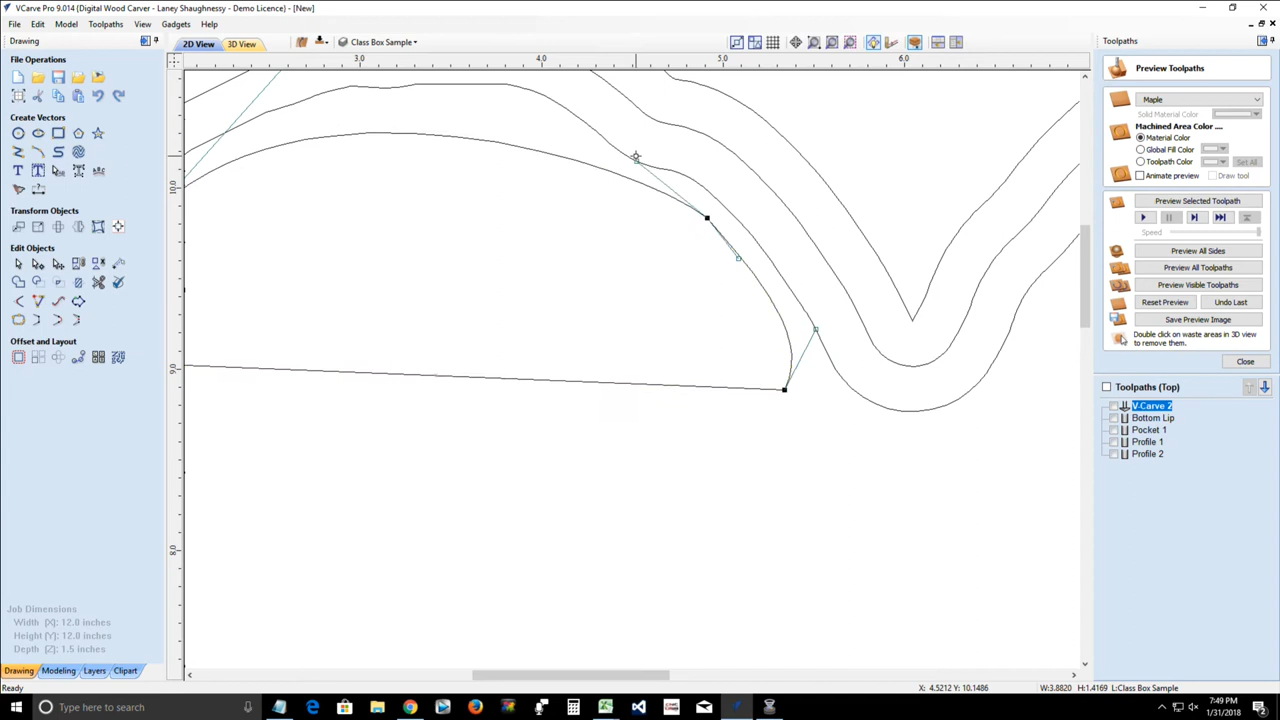 VCarve Pro 9.014 (Digital Wood Carver - Laney Shaughnessy - Demo Licence) - [New]
File Edit Model Toolpaths View Gadgets Help
Drawing
2D View 3D View Class Box Sample
Toolpaths
File Operations
Create Vectors
Transform Objects
Edit Objects
Offset and Layout
Job Dimensions
Width (X): 12.0 inches
Height (Y): 12.0 inches
Depth (Z): 1.5 inches
Drawing Modeling Layers Clipart
3.0 4.0 5.0 6.0
10.0
9.0
8.0
Preview Toolpaths
Maple
Solid Material Color
Machined Area Color ....
Material Color
Global Fill Color
Toolpath Color Set All
Animate preview Draw tool
Preview Selected Toolpath
Speed
Preview All Sides
Preview All Toolpaths
Preview Visible Toolpaths
Reset Preview Undo Last
Save Preview Image
Double click on waste areas in 3D view
to remove them.
Close
Toolpaths (Top)
V-Carve 2
Bottom Lip
Pocket 1
Profile 1
Profile 2
Ready X: 4.5212 Y: 10.1486 W:3.8820 H:1.4169 L:Class Box Sample
Type here to search
7:49 PM
1/31/2018